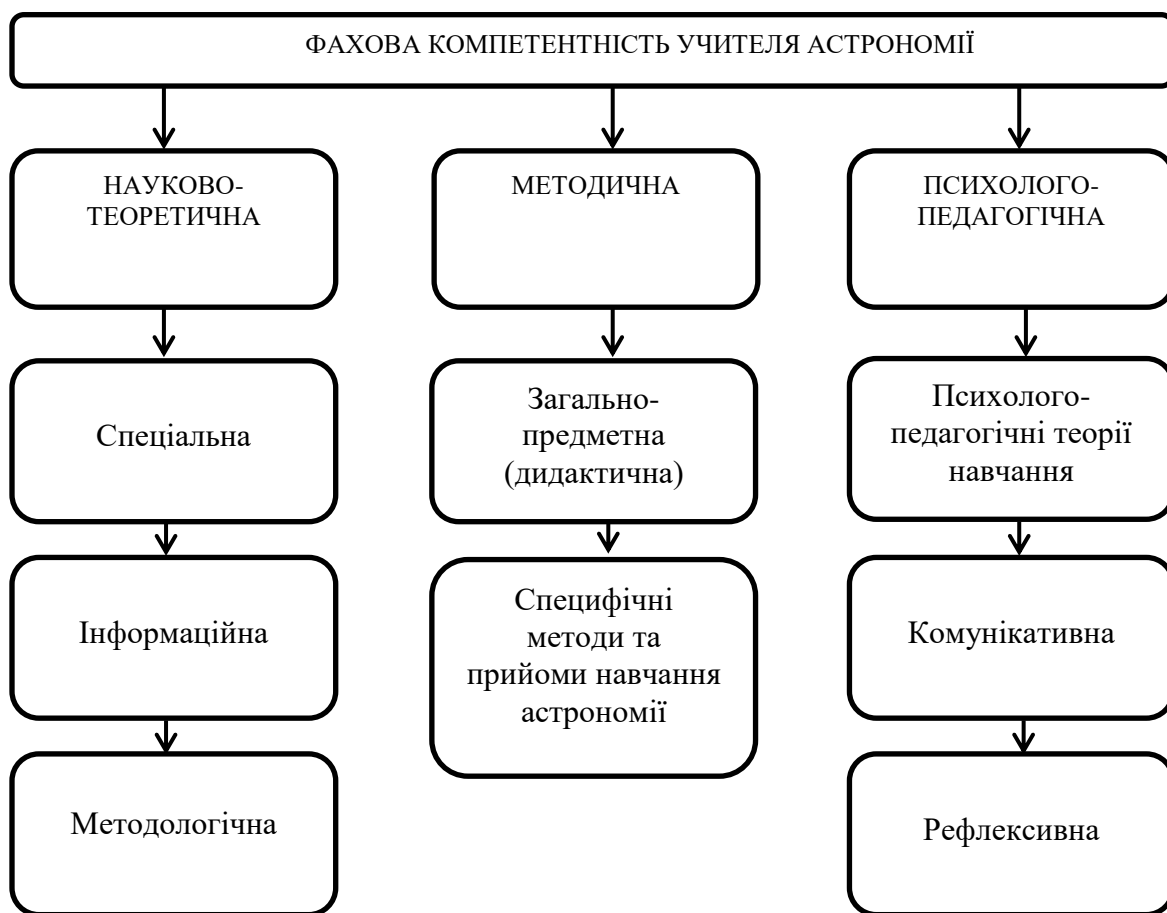 ФАХОВА КОМПЕТЕНТНІСТЬ УЧИТЕЛЯ АСТРОНОМІЇ
НАУКОВО-
ТЕОРЕТИЧНА
МЕТОДИЧНА
ПСИХОЛОГО-
ПЕДАГОГІЧНА
Спеціальна
Загально-
предметна
(дидактична)
Психолого-
педагогічні теорії
навчання
Інформаційна
Специфічні
методи та
прийоми навчання
астрономії
Комунікативна
Методологічна
Рефлексивна